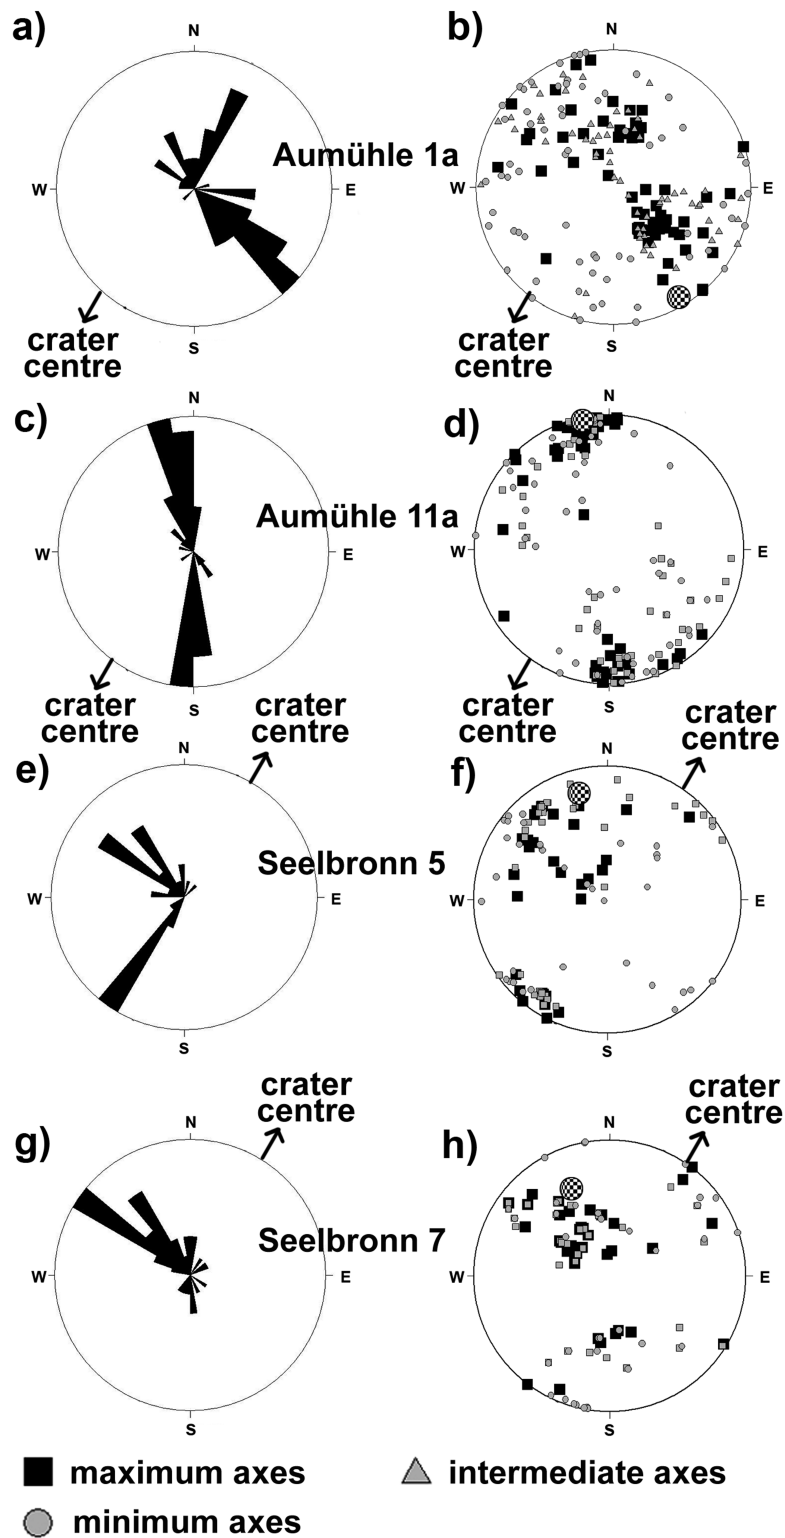 a)
b)
N
N
Aumühle 1a
W
E
W
E
S
S
crater
centre
crater
centre
c)
d)
N
N
Aumühle 11a
W
E
W
E
S
S
crater
centre
crater
centre
crater
centre
crater
centre
e)
f)
N
N
Seelbronn 5
W
E
W
E
S
S
crater
centre
crater
centre
g)
h)
N
N
Seelbronn 7
W
E
W
E
S
S
maximum axes
intermediate axes
minimum axes